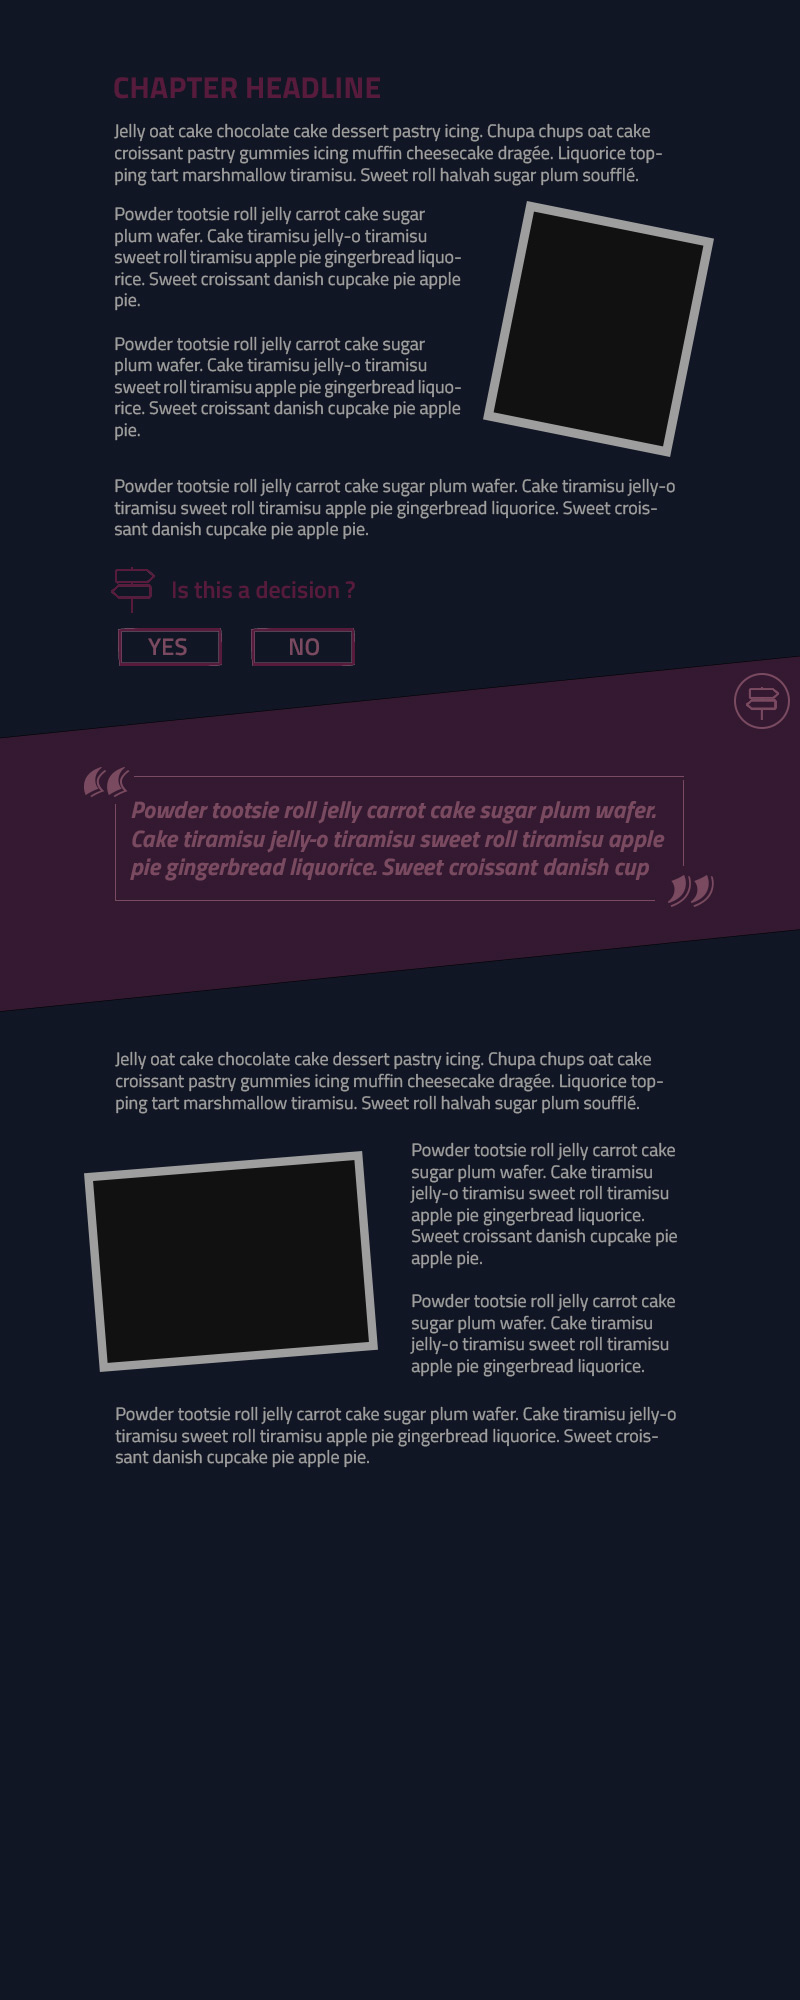 CHAPTER HEADLINE
Jelly oat cake chocolate cake dessert pastry icing. Chupa chups oat cake
croissant pastry gummies icing muffin cheesecake dragée. Liquorice top-
ping tart marshmallow tiramisu. Sweet roll halvah sugar plum soufflé.
Powder tootsie roll jelly carrot cake sugar
plum wafer. Cake tiramisu jelly-o tiramisu
sweet roll tiramisu apple pie gingerbread liquo-
rice. Sweet croissant danish cupcake pie apple
pie.
Powder tootsie roll jelly carrot cake sugar
plum wafer. Cake tiramisu jelly-o tiramisu
sweet roll tiramisu apple pie gingerbread liquo-
rice. Sweet croissant danish cupcake pie apple
pie.
Powder tootsie roll jelly carrot cake sugar plum wafer. Cake tiramisu jelly-o
tiramisu sweet roll tiramisu apple pie gingerbread liquorice. Sweet crois-
sant danish cupcake pie apple pie.
Is this a decision ?
YES NO
“Powder tootsie roll jelly carrot cake sugar plum wafer.
Cake tiramisu jelly-o tiramisu sweet roll tiramisu apple
pie gingerbread liquorice. Sweet croissant danish cup”
Jelly oat cake chocolate cake dessert pastry icing. Chupa chups oat cake
croissant pastry gummies icing muffin cheesecake dragée. Liquorice top-
ping tart marshmallow tiramisu. Sweet roll halvah sugar plum soufflé.
Powder tootsie roll jelly carrot cake
sugar plum wafer. Cake tiramisu
jelly-o tiramisu sweet roll tiramisu
apple pie gingerbread liquorice.
Sweet croissant danish cupcake pie
apple pie.
Powder tootsie roll jelly carrot cake
sugar plum wafer. Cake tiramisu
jelly-o tiramisu sweet roll tiramisu
apple pie gingerbread liquorice.
Powder tootsie roll jelly carrot cake sugar plum wafer. Cake tiramisu jelly-o
tiramisu sweet roll tiramisu apple pie gingerbread liquorice. Sweet crois-
sant danish cupcake pie apple pie.